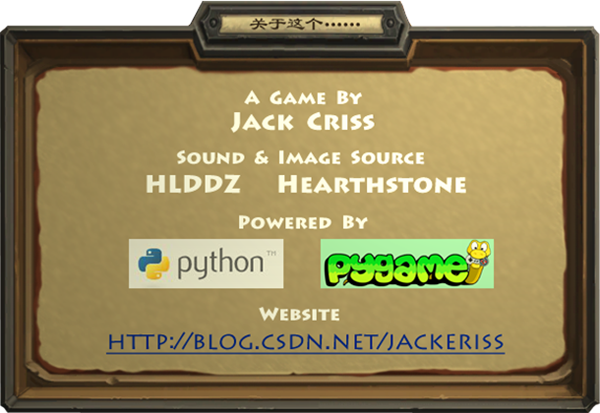 关于这个……
A Game By
Jack Criss
Sound & Image Source
HLDDZ Hearthstone
Powered By
python™ pygame
Website
HTTP://BLOG.CSDN.NET/JACKERISS